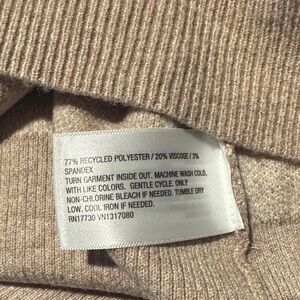 77% RECYCLED POLYESTER / 20% VISCOSE / 3%
SPANDEX
TURN GARMENT INSIDE OUT. MACHINE WASH COLD,
WITH LIKE COLORS. GENTLE CYCLE. ONLY
NON-CHLORINE BLEACH IF NEEDED. TUMBLE DRY
LOW. COOL IRON IF NEEDED.
RN17730 VN1317080